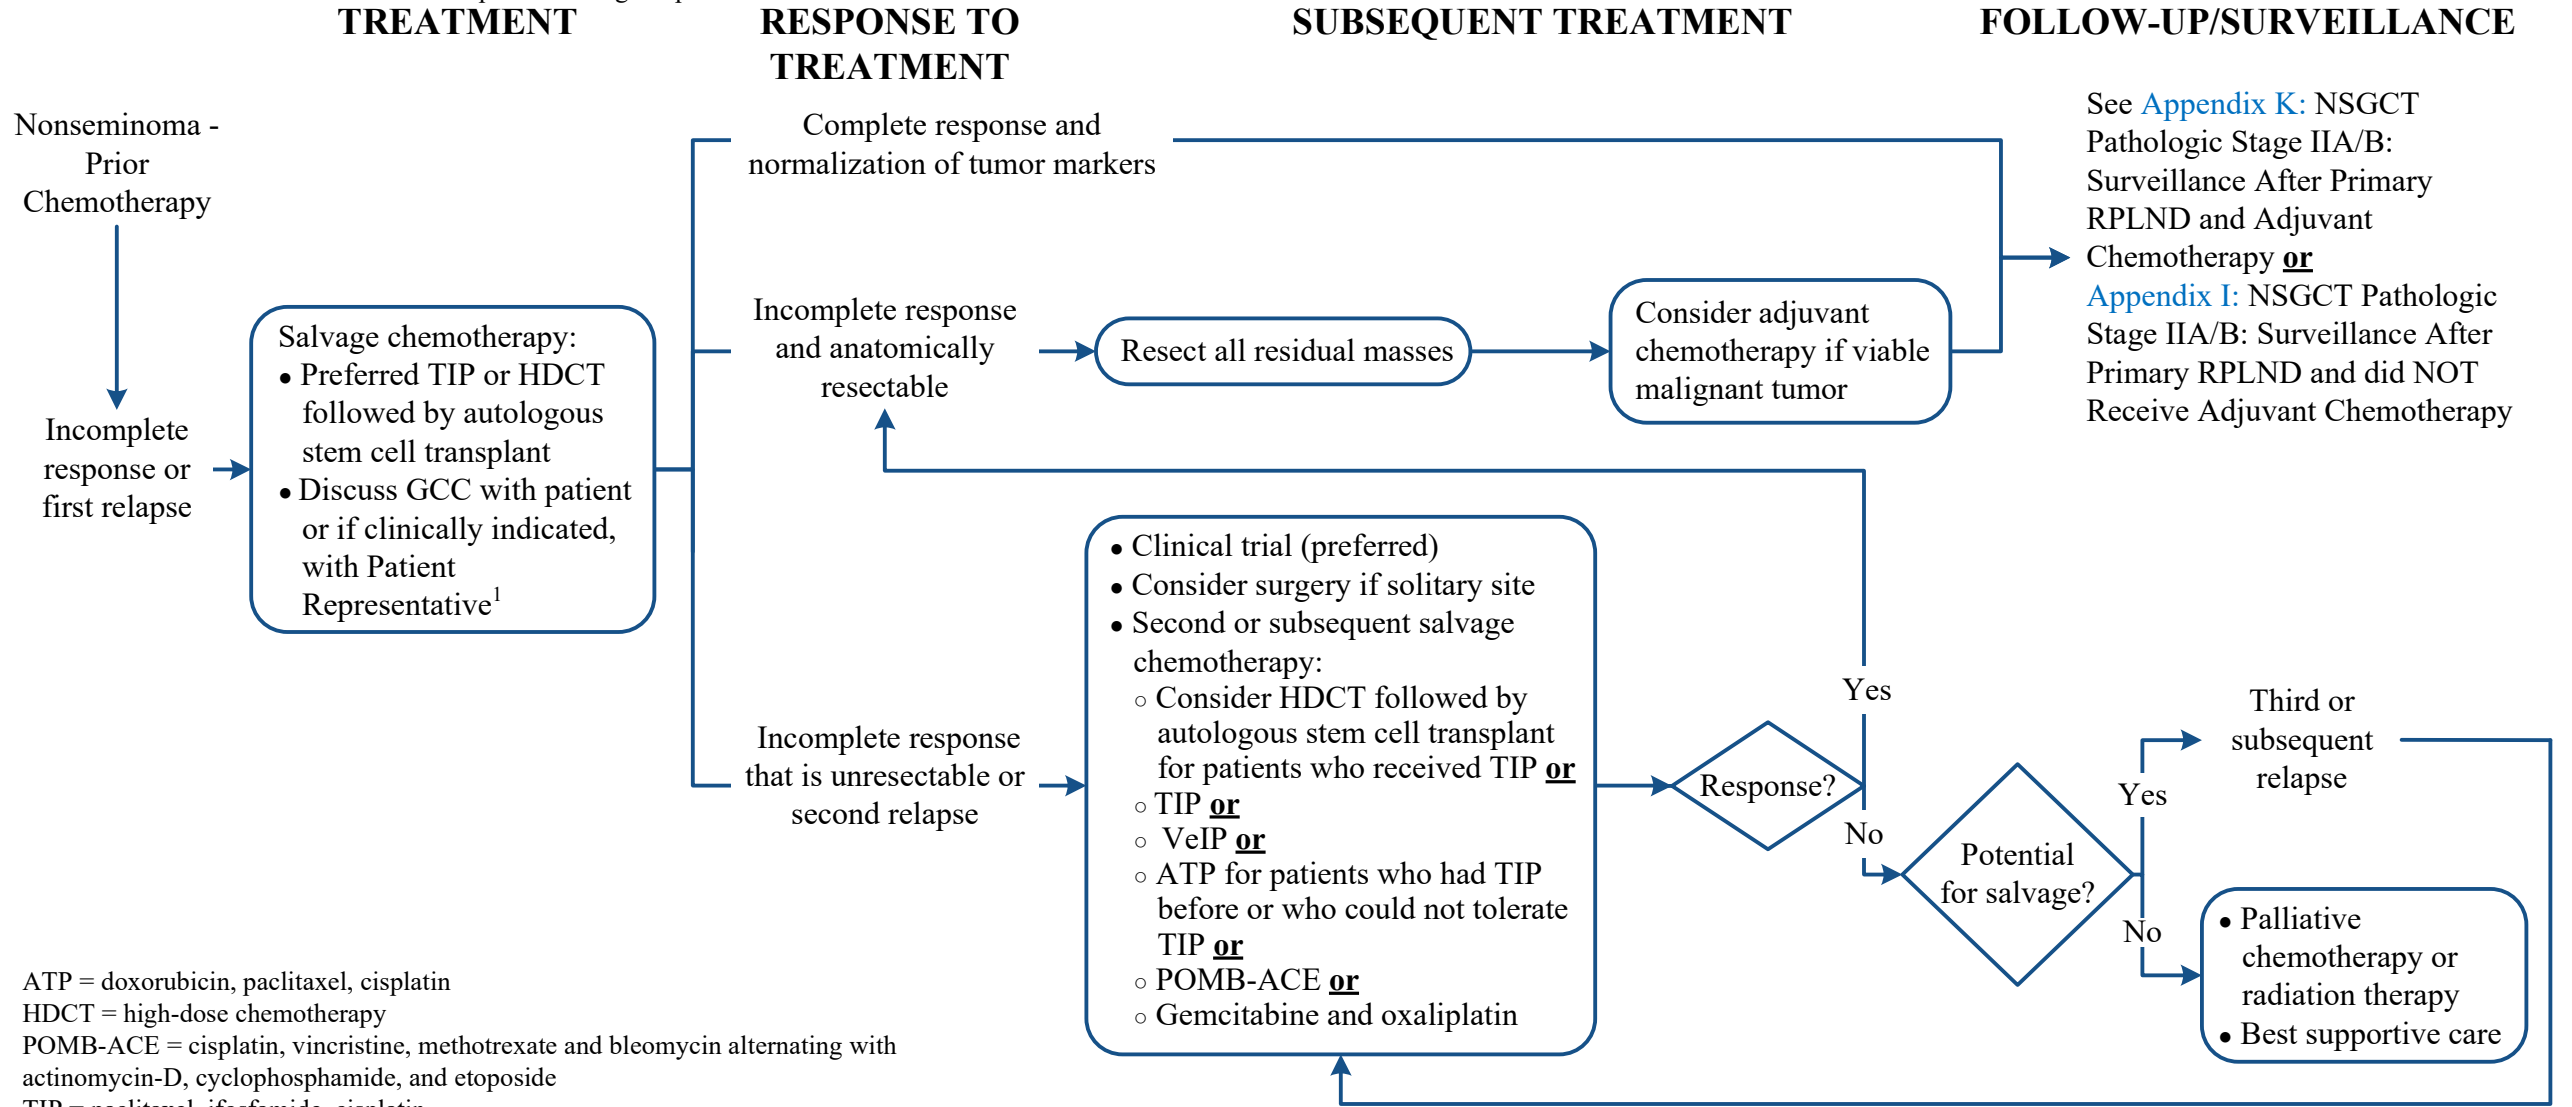 TREATMENT
RESPONSE TO
TREATMENT
SUBSEQUENT TREATMENT
FOLLOW-UP/SURVEILLANCE
Nonseminoma -
Prior
Chemotherapy
Incomplete
response or
first relapse
Salvage chemotherapy:
● Preferred TIP or HDCT
followed by autologous
stem cell transplant
● Discuss GCC with patient
or if clinically indicated,
with Patient
Representative1
Complete response and
normalization of tumor markers
Incomplete response
and anatomically
resectable
Resect all residual masses
Consider adjuvant
chemotherapy if viable
malignant tumor
See Appendix K: NSGCT
Pathologic Stage IIA/B:
Surveillance After Primary
RPLND and Adjuvant
Chemotherapy or
Appendix I: NSGCT Pathologic
Stage IIA/B: Surveillance After
Primary RPLND and did NOT
Receive Adjuvant Chemotherapy
Incomplete response
that is unresectable or
second relapse
● Clinical trial (preferred)
● Consider surgery if solitary site
● Second or subsequent salvage
chemotherapy:
○ Consider HDCT followed by
autologous stem cell transplant
for patients who received TIP or
○ TIP or
○ VeIP or
○ ATP for patients who had TIP
before or who could not tolerate
TIP or
○ POMB-ACE or
○ Gemcitabine and oxaliplatin
Response?
Yes
No
Potential
for salvage?
Yes
No
Third or
subsequent
relapse
● Palliative
chemotherapy or
radiation therapy
● Best supportive care
ATP = doxorubicin, paclitaxel, cisplatin
HDCT = high-dose chemotherapy
POMB-ACE = cisplatin, vincristine, methotrexate and bleomycin alternating with
actinomycin-D, cyclophosphamide, and etoposide
TIP = paclitaxel, ifosfamide, cisplatin